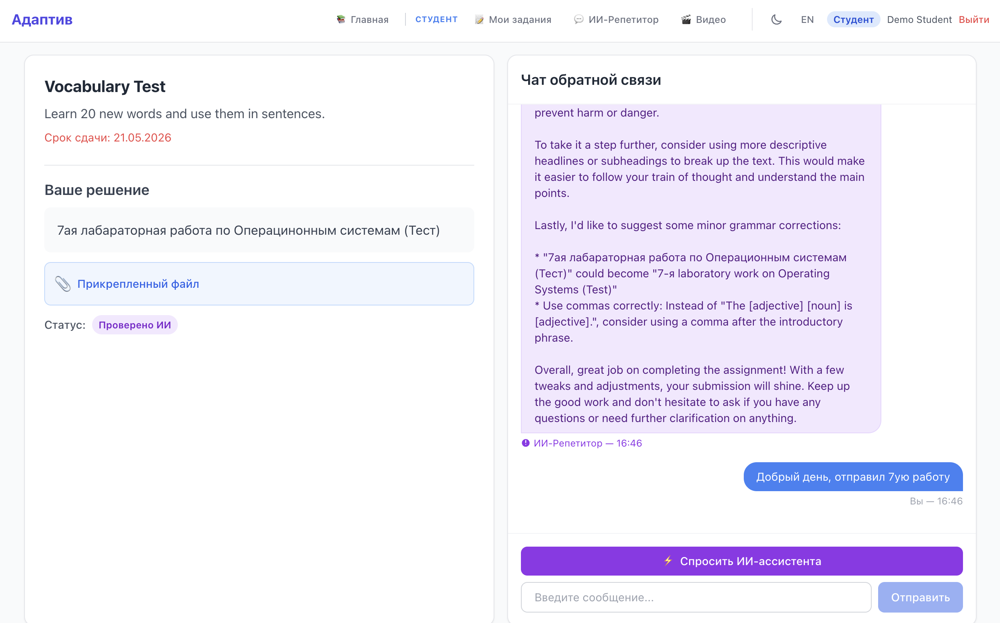 Адаптив
📚 Главная
СТУДЕНТ
📝 Мои задания
💬 ИИ-Репетитор
🎬 Видео
EN
Студент
Demo Student
Выйти
Vocabulary Test
Learn 20 new words and use them in sentences.
Срок сдачи: 21.05.2026
Ваше решение
7ая лабараторная работа по Операцинонным системам (Тест)
📎 Прикрепленный файл
Статус: Проверено ИИ
Чат обратной связи
prevent harm or danger.
To take it a step further, consider using more descriptive
headlines or subheadings to break up the text. This would make
it easier to follow your train of thought and understand the main
points.
Lastly, I'd like to suggest some minor grammar corrections:
* "7ая лабараторная работа по Операционным системам
(Тест)" could become "7-я laboratory work on Operating
Systems (Test)"
* Use commas correctly: Instead of "The [adjective] [noun] is
[adjective].", consider using a comma after the introductory
phrase.
Overall, great job on completing the assignment! With a few
tweaks and adjustments, your submission will shine. Keep up
the good work and don't hesitate to ask if you have any
questions or need further clarification on anything.
ИИ-Репетитор — 16:46
Добрый день, отправил 7ую работу
Вы — 16:46
⚡ Спросить ИИ-ассистента
Введите сообщение...
Отправить